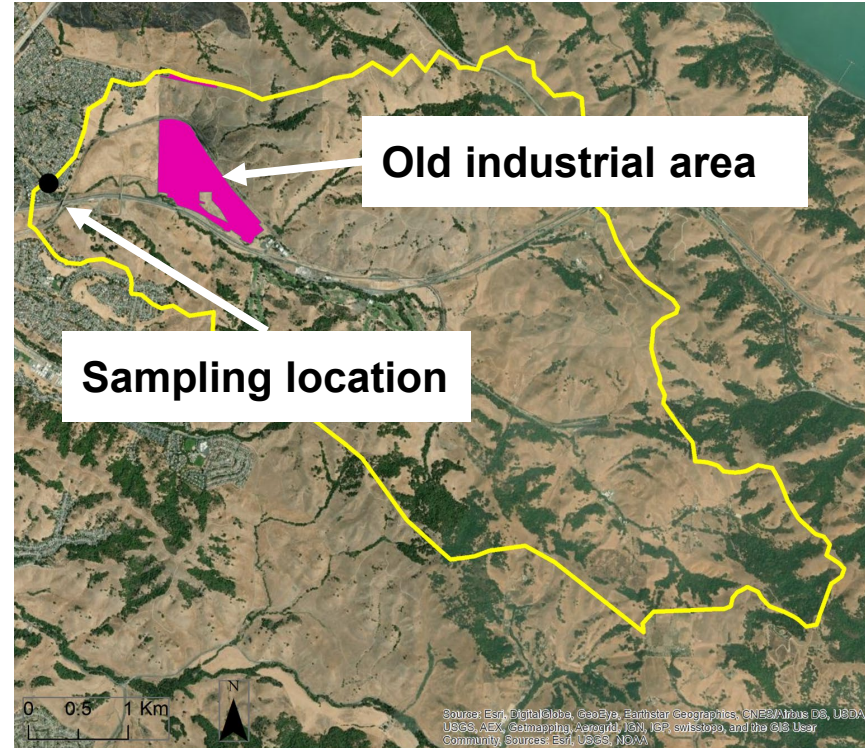 Old industrial area
Sampling location
0 0.5 1 Km
N
Source: Esri, DigitalGlobe, GeoEye, Earthstar Geographics, CNES/Airbus DS, USDA,
USGS, AEX, Getmapping, Aerogrid, IGN, IGP, swisstopo, and the GIS User
Community, Sources: Esri, USGS, NOAA